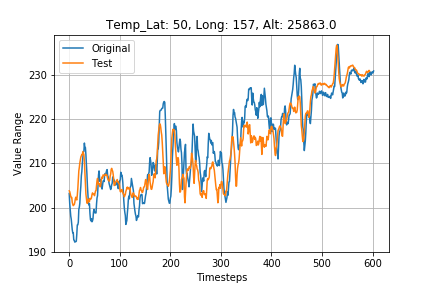 Temp_Lat: 50, Long: 157, Alt: 25863.0
Original
Test
Value Range
230
220
210
200
190
0 100 200 300 400 500 600
Timesteps